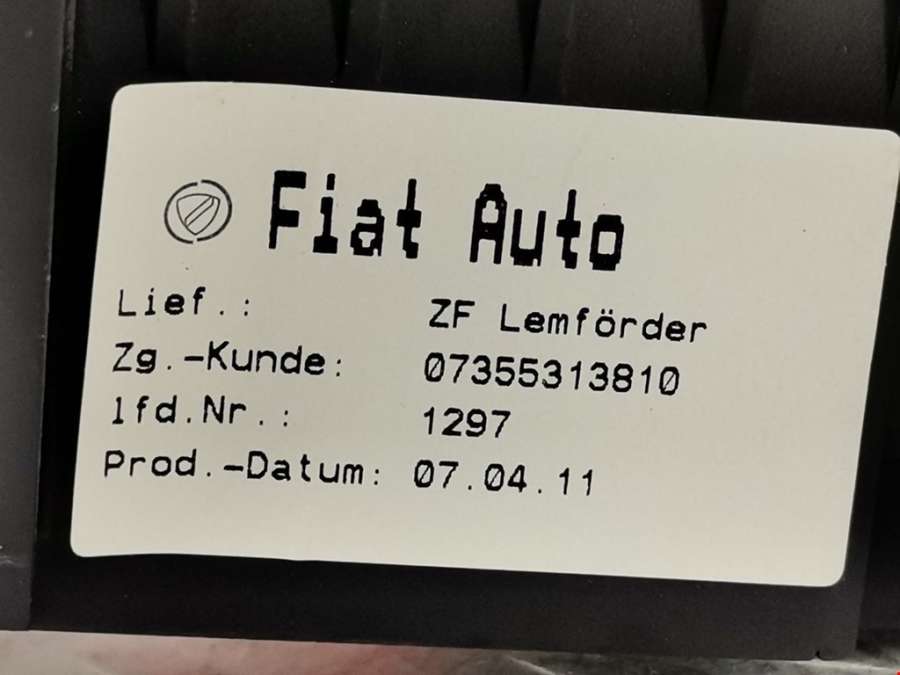 Fiat Auto
Lief.: ZF Lemförder
Zg.-Kunde: 07355313810
lfd.Nr.: 1297
Prod.-Datum: 07.04.11